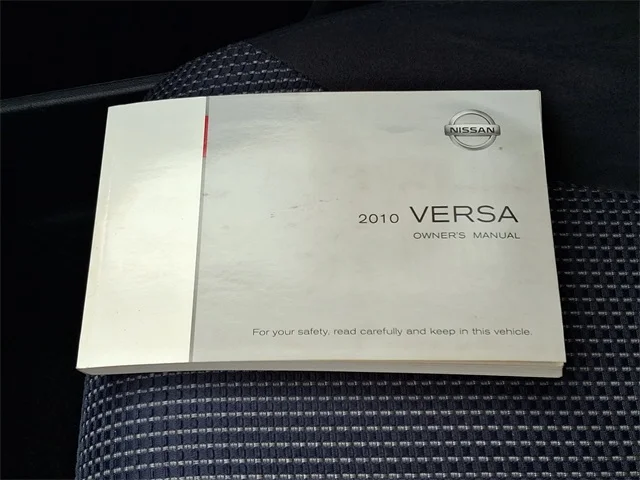 NISSAN
2010 VERSA
OWNER'S MANUAL
For your safety, read carefully and keep in this vehicle.